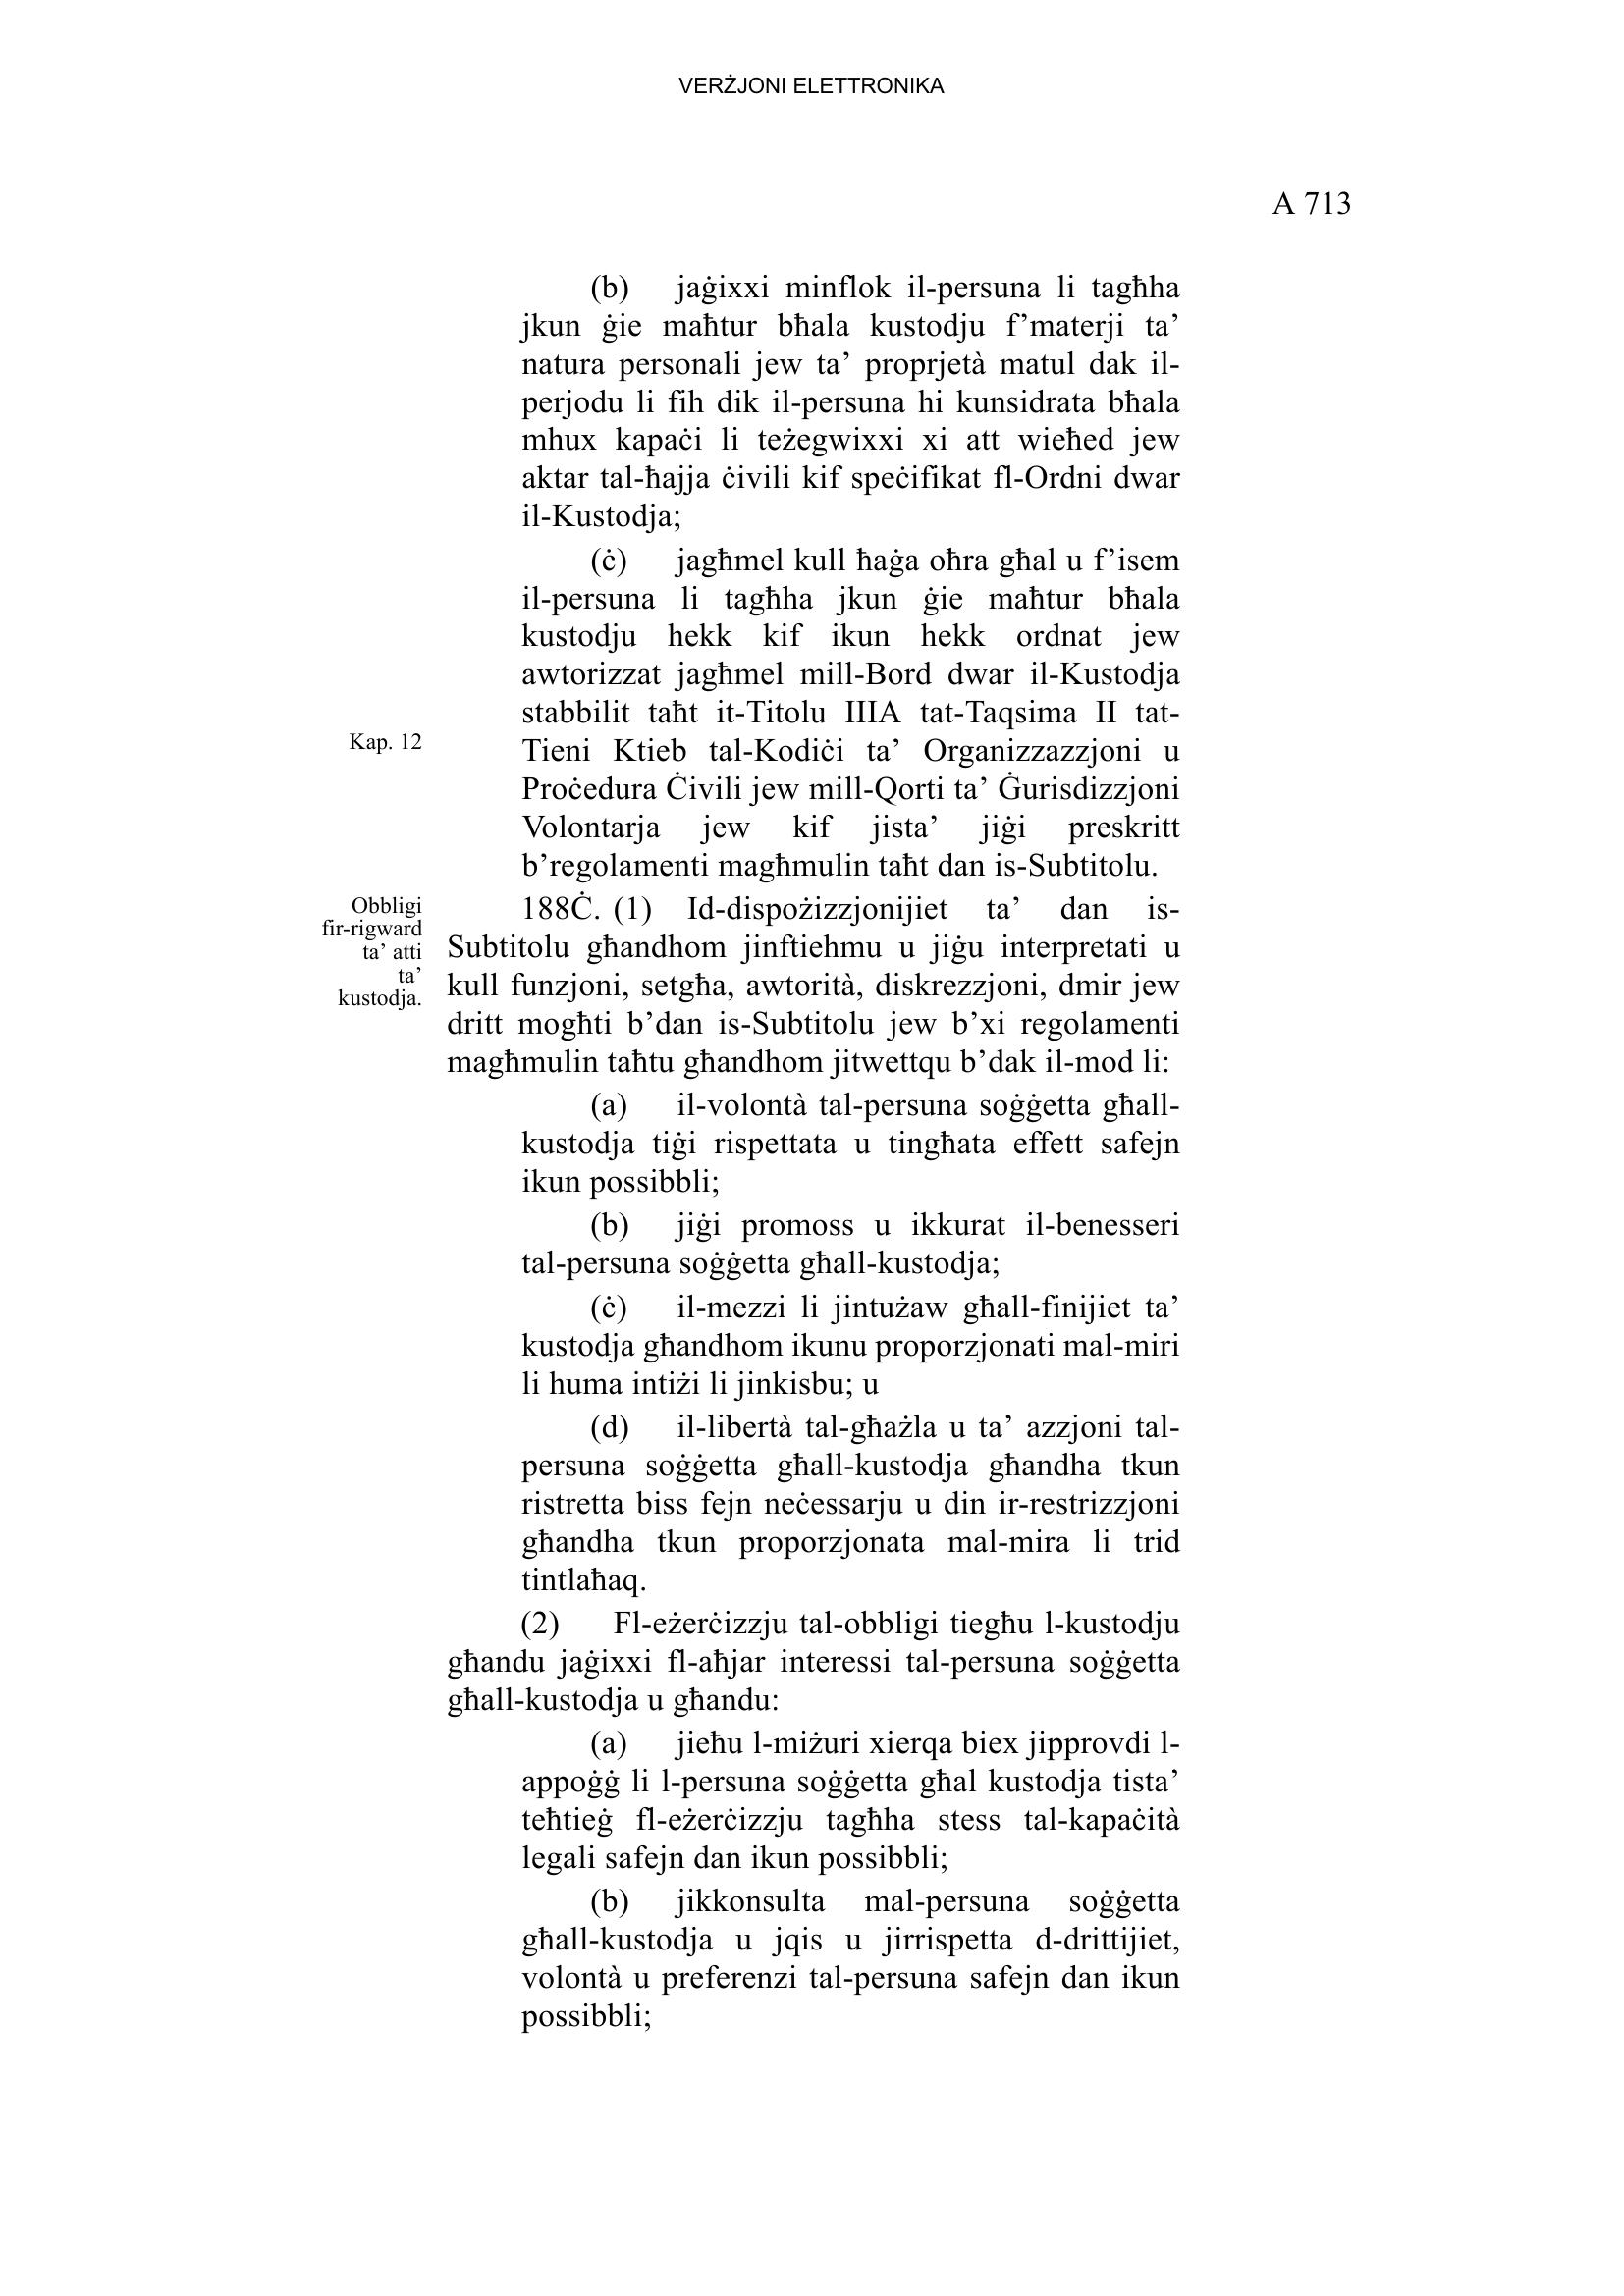 VERŻJONI ELETTRONIKA
A 713
(b) jaġixxi minflok il-persuna li tagħha
jkun ġie maħtur bħala kustodju f’materji ta’
natura personali jew ta’ proprjetà matul dak il-
perjodu li fih dik il-persuna hi kunsidrata bħala
mhux kapaċi li teżegwixxi xi att wieħed jew
aktar tal-ħajja ċivili kif speċifikat fl-Ordni dwar
il-Kustodja;
(ċ) jagħmel kull ħaġa oħra għal u f’isem
il-persuna li tagħha jkun ġie maħtur bħala
kustodju hekk kif ikun hekk ordnat jew
awtorizzat jagħmel mill-Bord dwar il-Kustodja
stabbilit taħt it-Titolu IIIA tat-Taqsima II tat-
Kap. 12
Tieni Ktieb tal-Kodiċi ta’ Organizzazzjoni u
Proċedura Ċivili jew mill-Qorti ta’ Ġurisdizzjoni
Volontarja jew kif jista’ jiġi preskritt
b’regolamenti magħmulin taħt dan is-Subtitolu.
Obbligi
fir-rigward
ta’ atti
ta’
kustodja.
188Ċ. (1) Id-dispożizzjonijiet ta’ dan is-
Subtitolu għandhom jinftiehmu u jiġu interpretati u
kull funzjoni, setgħa, awtorità, diskrezzjoni, dmir jew
dritt mogħti b’dan is-Subtitolu jew b’xi regolamenti
magħmulin taħtu għandhom jitwettqu b’dak il-mod li:
(a) il-volontà tal-persuna soġġetta għall-
kustodja tiġi rispettata u tingħata effett safejn
ikun possibbli;
(b) jiġi promoss u ikkurat il-benesseri
tal-persuna soġġetta għall-kustodja;
(ċ) il-mezzi li jintużaw għall-finijiet ta’
kustodja għandhom ikunu proporzjonati mal-miri
li huma intiżi li jinkisbu; u
(d) il-libertà tal-għażla u ta’ azzjoni tal-
persuna soġġetta għall-kustodja għandha tkun
ristretta biss fejn neċessarju u din ir-restrizzjoni
għandha tkun proporzjonata mal-mira li trid
tintlaħaq.
(2) Fl-eżerċizzju tal-obbligi tiegħu l-kustodju
għandu jaġixxi fl-aħjar interessi tal-persuna soġġetta
għall-kustodja u għandu:
(a) jieħu l-miżuri xierqa biex jipprovdi l-
appoġġ li l-persuna soġġetta għal kustodja tista’
teħtieġ fl-eżerċizzju tagħha stess tal-kapaċità
legali safejn dan ikun possibbli;
(b) jikkonsulta mal-persuna soġġetta
għall-kustodja u jqis u jirrispetta d-drittijiet,
volontà u preferenzi tal-persuna safejn dan ikun
possibbli;